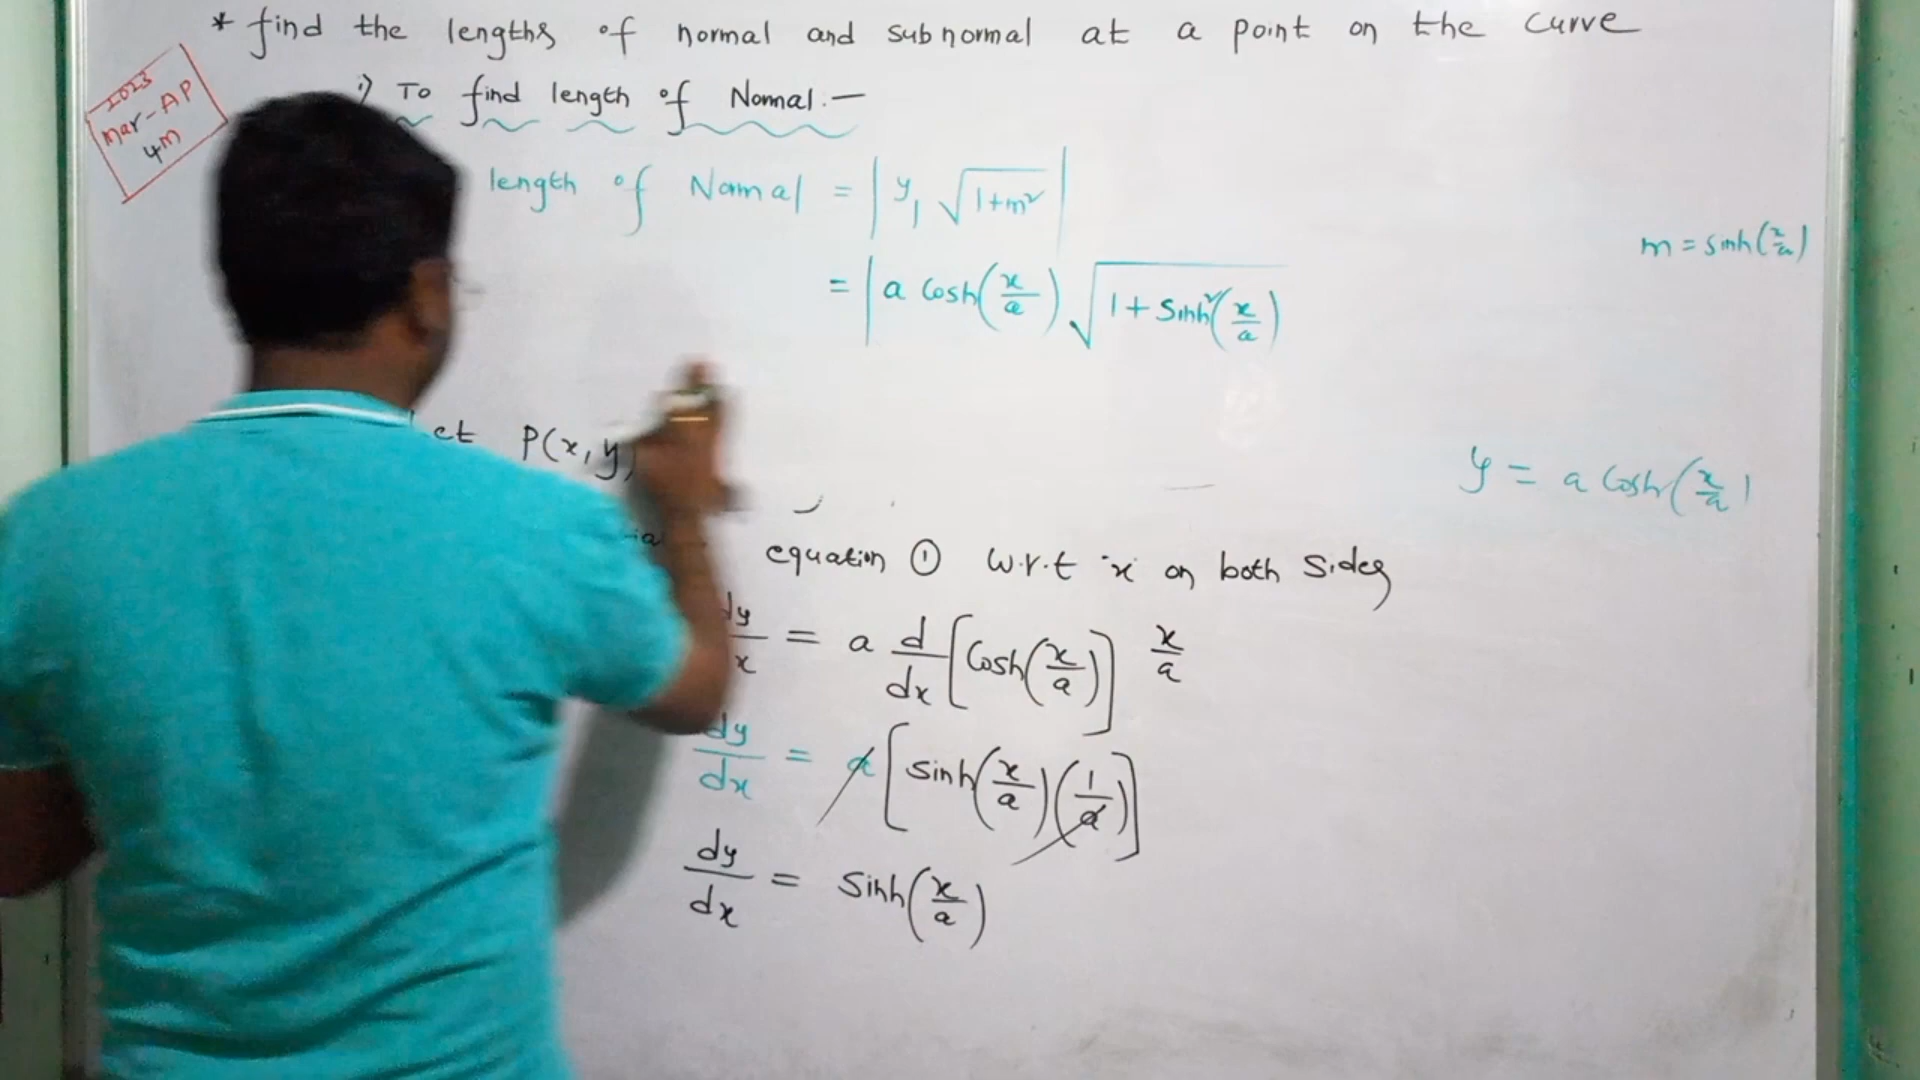 * find the lengths of normal and subnormal at a point on the curve
2023
Mar-AP
4M
i) To find length of Normal :-
length of Normal = | y₁ √(1+m²) |
m = sinh(x/a)
= | a Cosh(x/a) √(1 + Sinh²(x/a))
P(x, y)
y = a Cosh(x/a)
equation ① w.r.t 'x' on both sides
= a d/dx [Cosh(x/a)] x/a
dy/dx = a [Sinh(x/a)(1/a)]
dy/dx = Sinh(x/a)